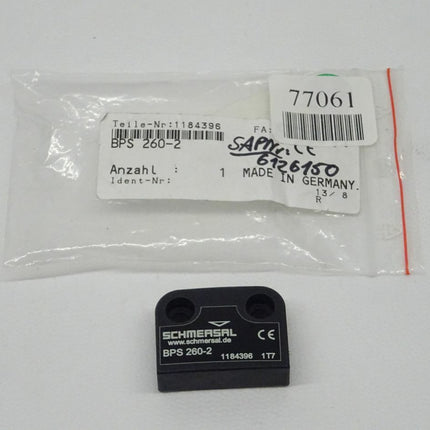 77061
Teile-Nr:1184396
FA:
BPS 260-2
Anzahl : 1 MADE IN GERMANY.
6126150
Ident-Nr:
13/ 8
R
SCHMERSAL
www.schmersal.de
CE
BPS 260-2
1184396 1T7